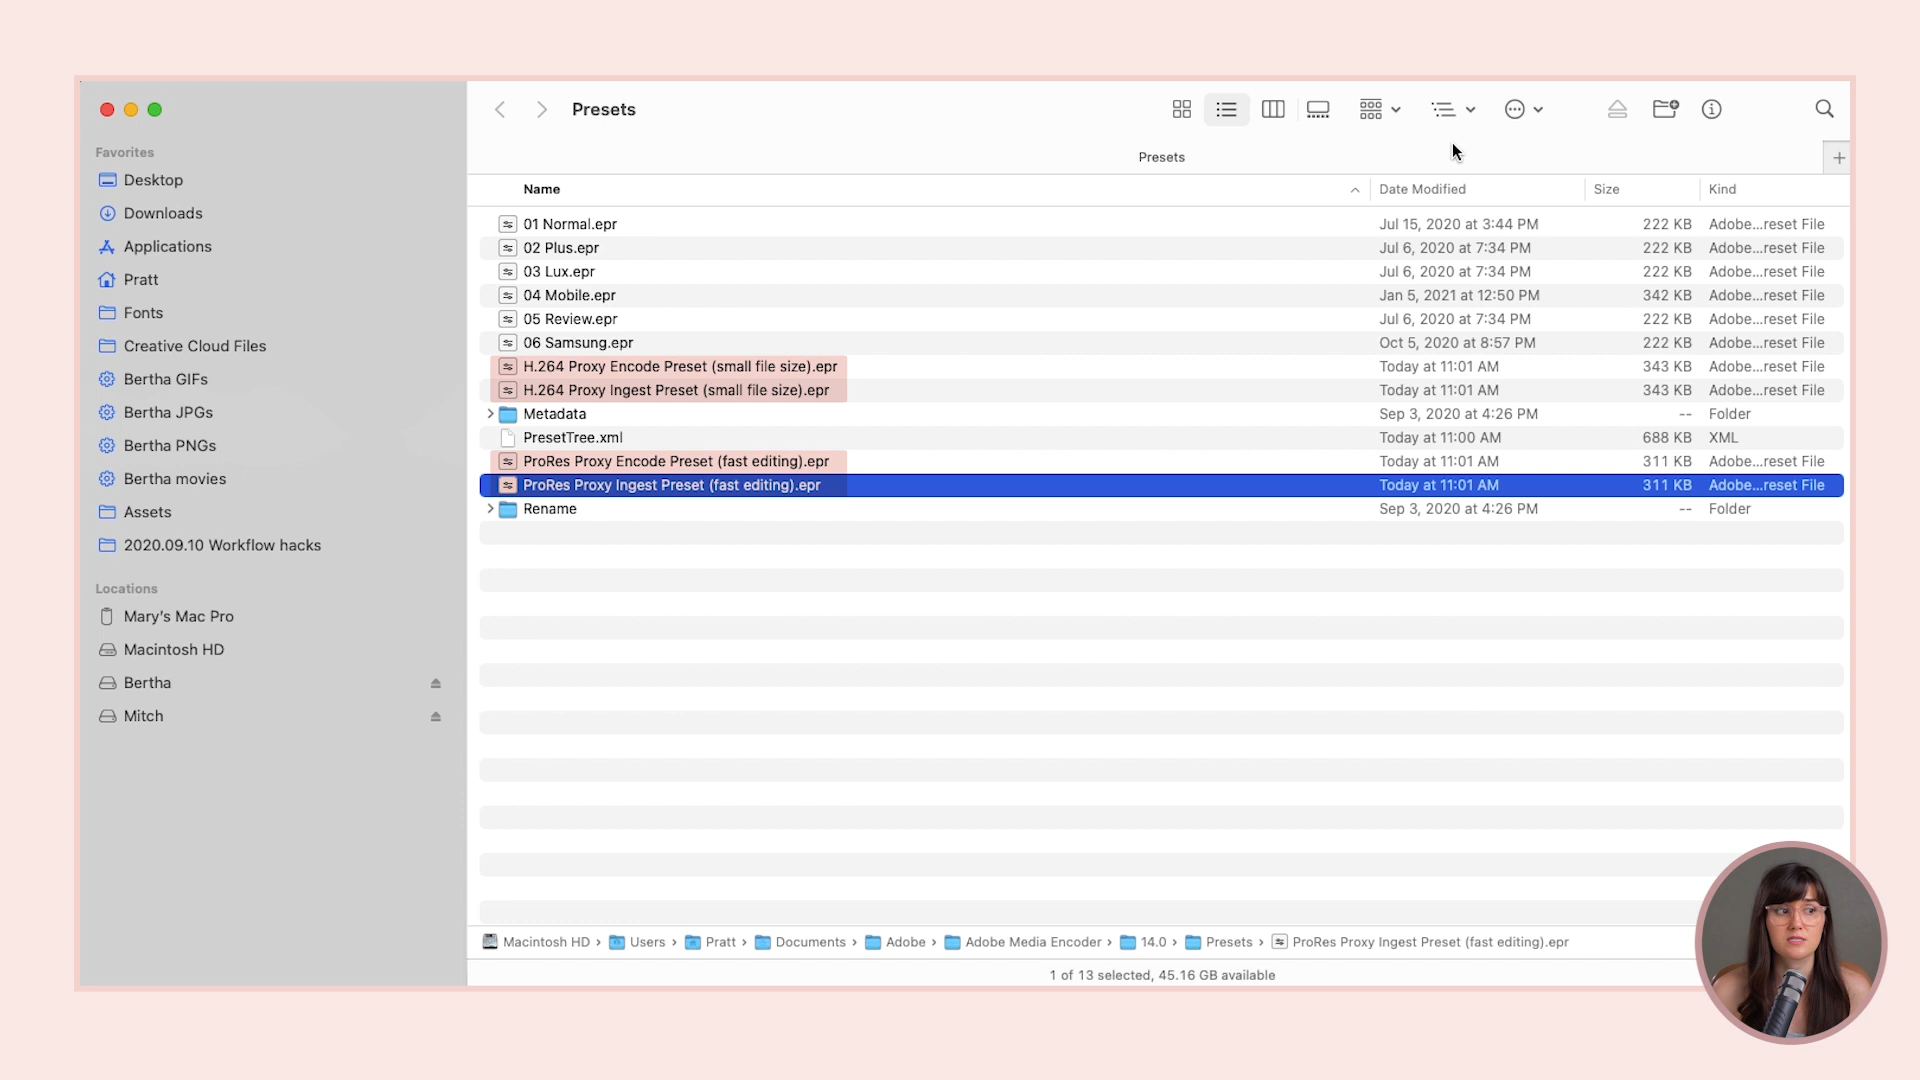 Presets
Presets
Favorites
Desktop
Downloads
Applications
Pratt
Fonts
Creative Cloud Files
Bertha GIFs
Bertha JPGs
Bertha PNGs
Bertha movies
Assets
2020.09.10 Workflow hacks
Locations
Mary's Mac Pro
Macintosh HD
Bertha
Mitch
Name Date Modified Size Kind
01 Normal.epr Jul 15, 2020 at 3:44 PM 222 KB Adobe...reset File
02 Plus.epr Jul 6, 2020 at 7:34 PM 222 KB Adobe...reset File
03 Lux.epr Jul 6, 2020 at 7:34 PM 222 KB Adobe...reset File
04 Mobile.epr Jan 5, 2021 at 12:50 PM 342 KB Adobe...reset File
05 Review.epr Jul 6, 2020 at 7:34 PM 222 KB Adobe...reset File
06 Samsung.epr Oct 5, 2020 at 8:57 PM 222 KB Adobe...reset File
H.264 Proxy Encode Preset (small file size).epr Today at 11:01 AM 343 KB Adobe...reset File
H.264 Proxy Ingest Preset (small file size).epr Today at 11:01 AM 343 KB Adobe...reset File
Metadata Sep 3, 2020 at 4:26 PM -- Folder
PresetTree.xml Today at 11:00 AM 688 KB XML
ProRes Proxy Encode Preset (fast editing).epr Today at 11:01 AM 311 KB Adobe...reset File
ProRes Proxy Ingest Preset (fast editing).epr Today at 11:01 AM 311 KB Adobe...reset File
Rename Sep 3, 2020 at 4:26 PM -- Folder
Macintosh HD › Users › Pratt › Documents › Adobe › Adobe Media Encoder › 14.0 › Presets › ProRes Proxy Ingest Preset (fast editing).epr
1 of 13 selected, 45.16 GB available